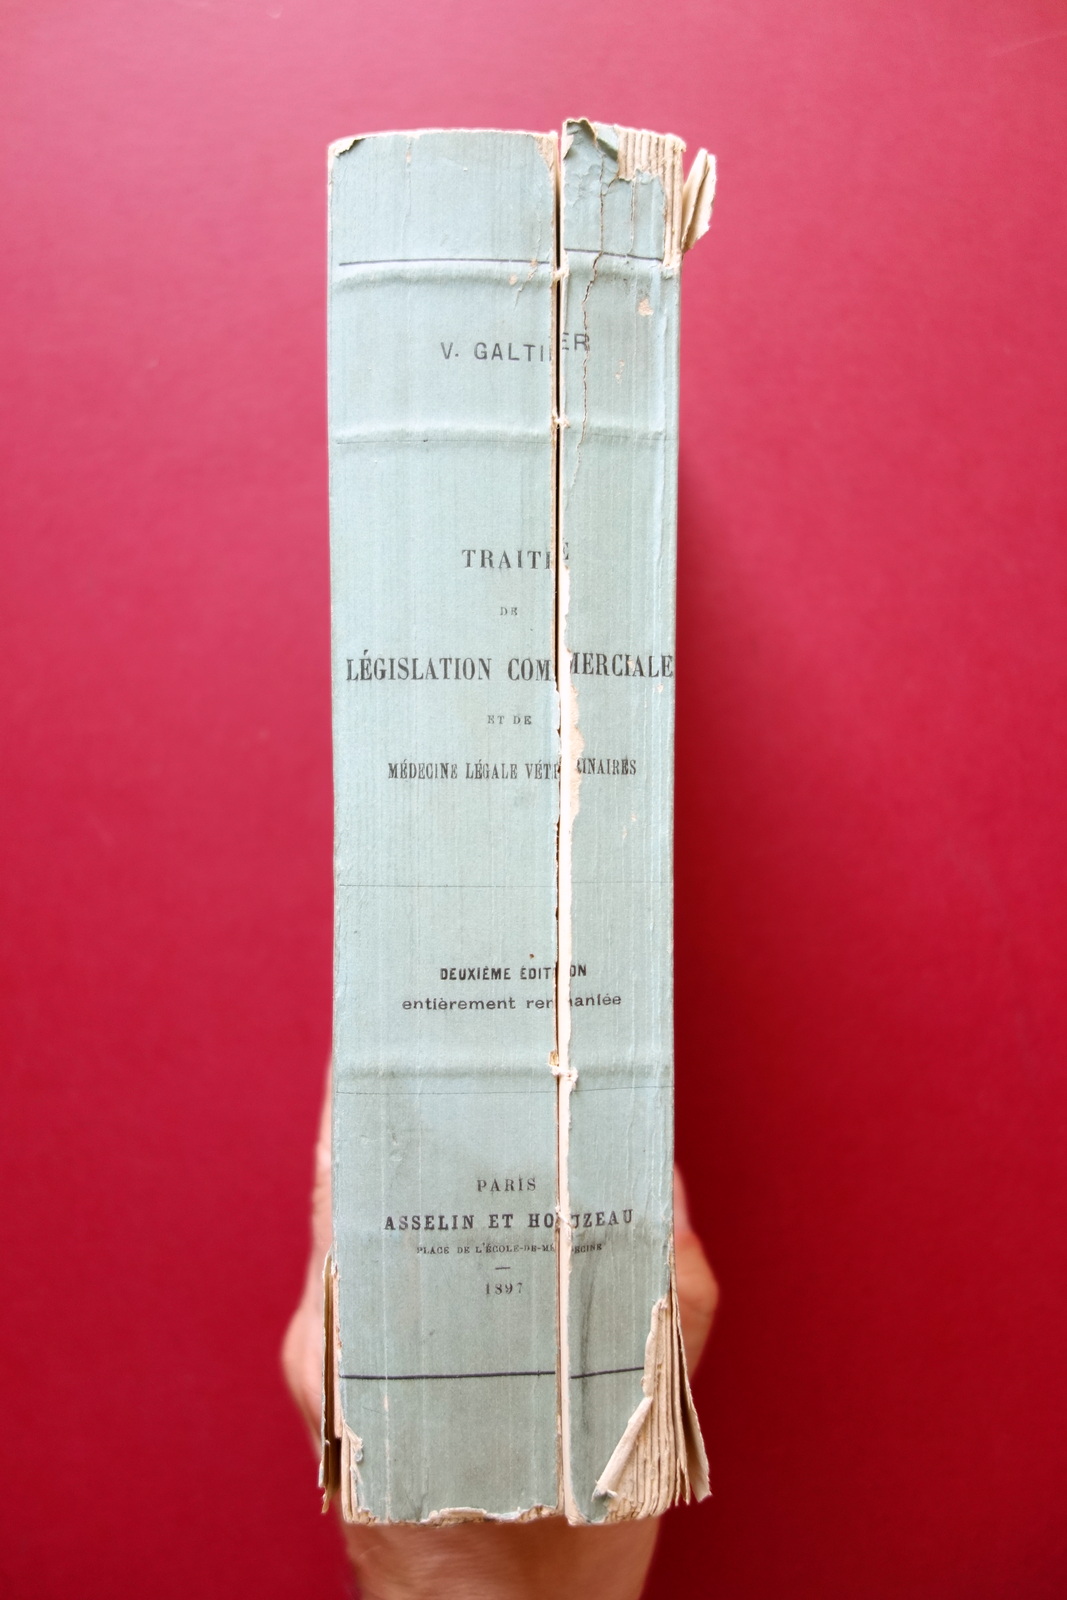 V. GALTIER
TRAITÉ
DE
LÉGISLATION COMMERCIALE
ET DE
MÉDECINE LÉGALE VÉTÉRINAIRES
DEUXIÈME ÉDITION
entièrement remaniée
PARIS
ASSELIN ET HOUZEAU
PLACE DE L'ÉCOLE-DE-MÉDECINE
1897